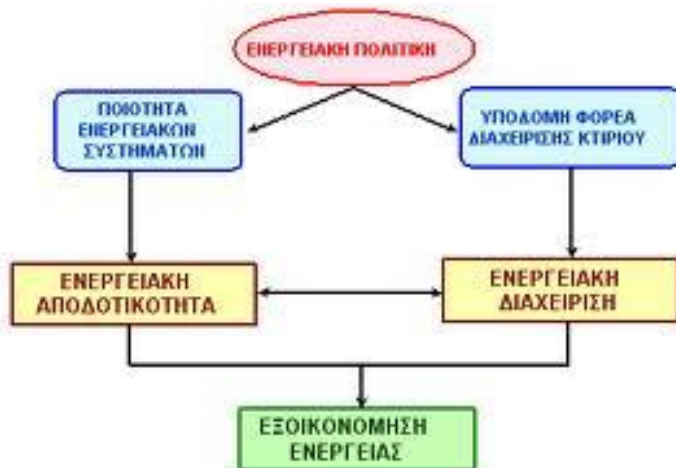 ΕΝΕΡΓΕΙΑΚΗ ΠΟΛΙΤΙΚΗ
ΠΟΙΟΤΗΤΑ
ΕΝΕΡΓΕΙΑΚΩΝ
ΣΥΣΤΗΜΑΤΩΝ
ΥΠΟΔΟΜΗ ΦΟΡΕΑ
ΔΙΑΧΕΙΡΙΣΗΣ ΚΤΙΡΙΟΥ
ΕΝΕΡΓΕΙΑΚΗ
ΑΠΟΔΟΤΙΚΟΤΗΤΑ
ΕΝΕΡΓΕΙΑΚΗ
ΔΙΑΧΕΙΡΙΣΗ
ΕΞΟΙΚΟΝΟΜΗΣΗ
ΕΝΕΡΓΕΙΑΣ